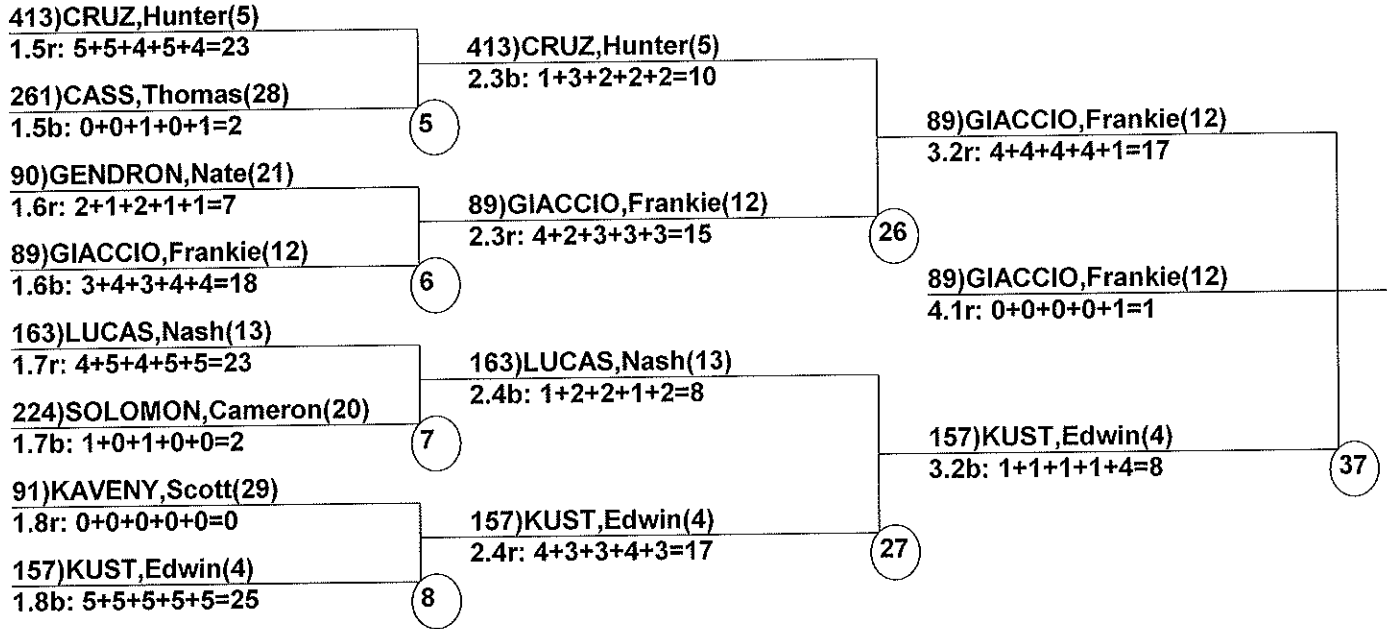 413)CRUZ,Hunter(5)
1.5r: 5+5+4+5+4=23
261)CASS,Thomas(28)
1.5b: 0+0+1+0+1=2
5
90)GENDRON,Nate(21)
1.6r: 2+1+2+1+1=7
89)GIACCIO,Frankie(12)
1.6b: 3+4+3+4+4=18
6
163)LUCAS,Nash(13)
1.7r: 4+5+4+5+5=23
224)SOLOMON,Cameron(20)
1.7b: 1+0+1+0+0=2
7
91)KAVENY,Scott(29)
1.8r: 0+0+0+0+0=0
157)KUST,Edwin(4)
1.8b: 5+5+5+5+5=25
8
413)CRUZ,Hunter(5)
2.3b: 1+3+2+2+2=10
89)GIACCIO,Frankie(12)
2.3r: 4+2+3+3+3=15
26
163)LUCAS,Nash(13)
2.4b: 1+2+2+1+2=8
157)KUST,Edwin(4)
2.4r: 4+3+3+4+3=17
27
89)GIACCIO,Frankie(12)
3.2r: 4+4+4+4+1=17
89)GIACCIO,Frankie(12)
4.1r: 0+0+0+0+1=1
157)KUST,Edwin(4)
3.2b: 1+1+1+1+4=8
37